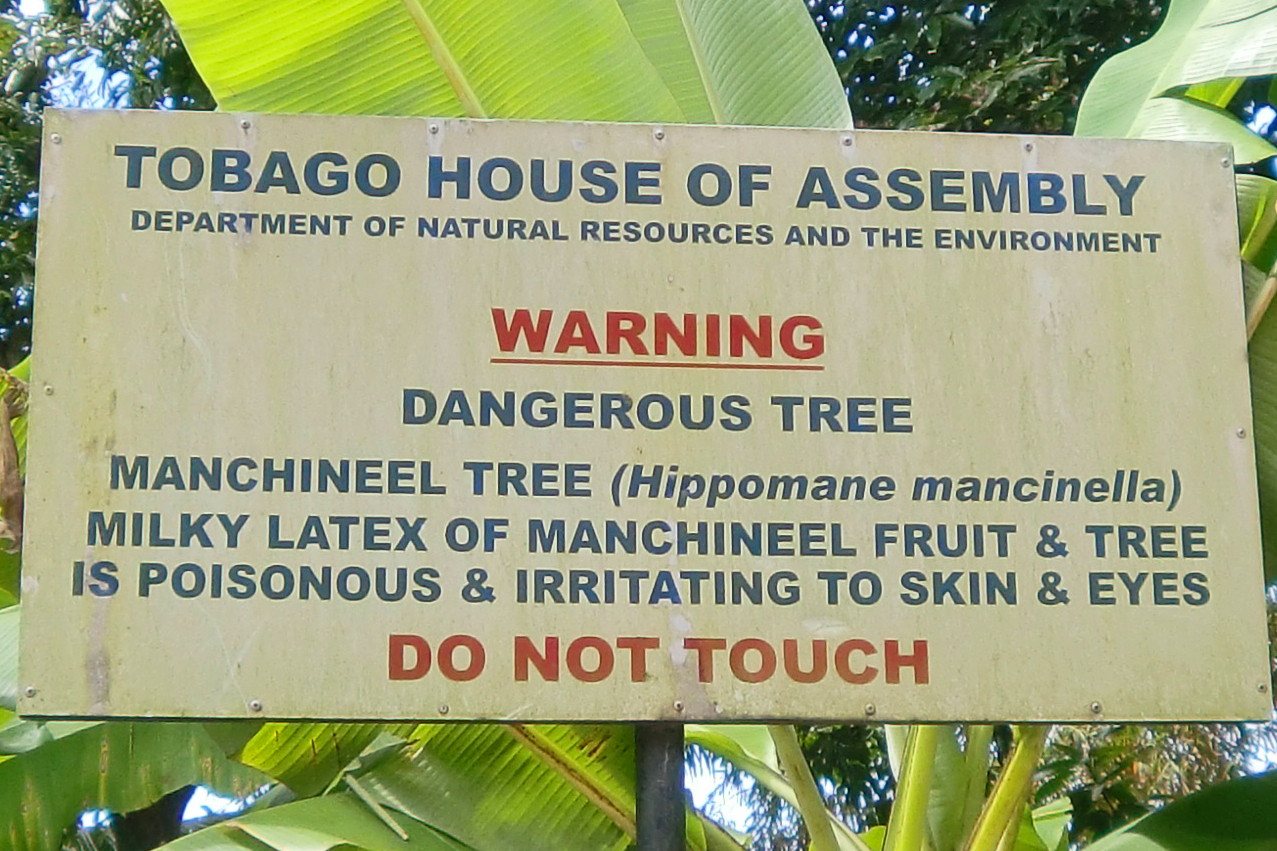 TOBAGO HOUSE OF ASSEMBLY
DEPARTMENT OF NATURAL RESOURCES AND THE ENVIRONMENT
WARNING
DANGEROUS TREE
MANCHINEEL TREE (Hippomane mancinella)
MILKY LATEX OF MANCHINEEL FRUIT & TREE
IS POISONOUS & IRRITATING TO SKIN & EYES
DO NOT TOUCH